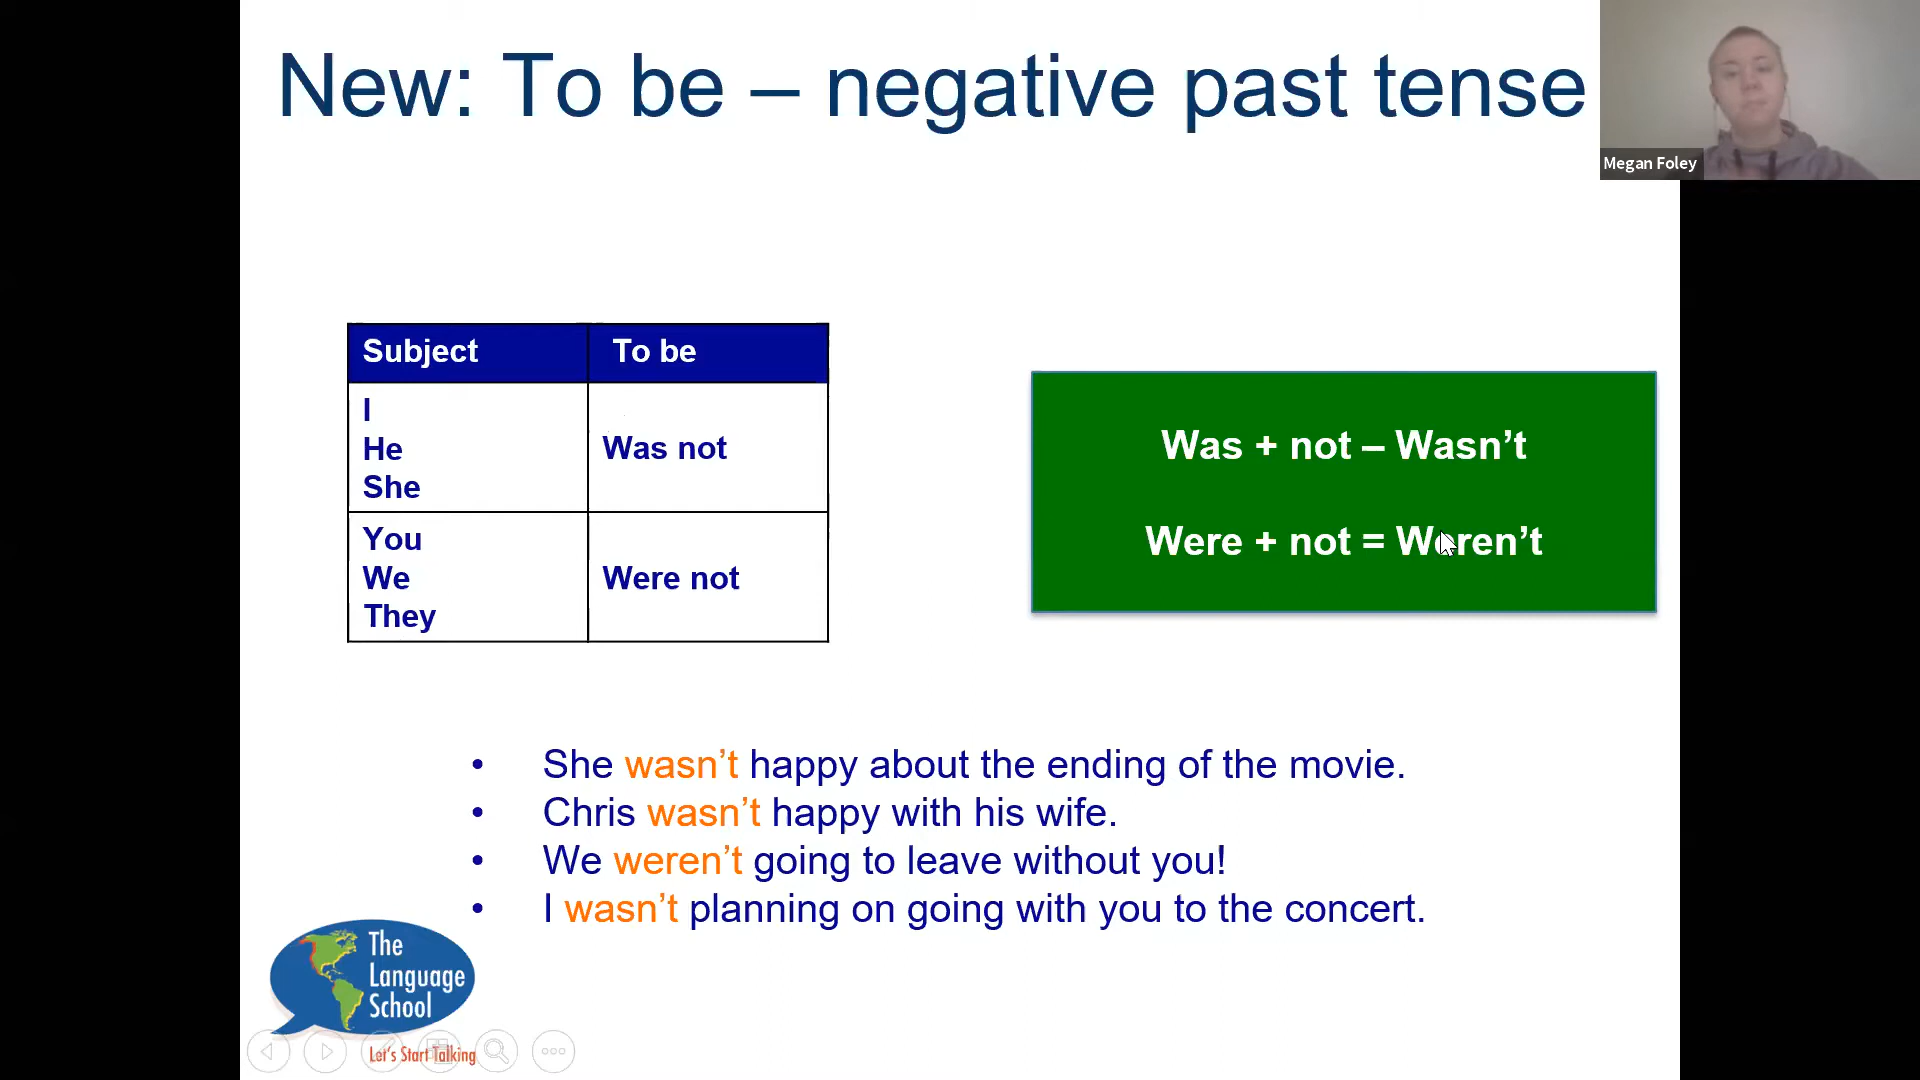 New: To be – negative past tense
Megan Foley
Subject To be
I
He
She
Was not
You
We
They
Were not
Was + not – Wasn’t
Were + not = Weren’t
• She wasn’t happy about the ending of the movie.
• Chris wasn’t happy with his wife.
• We weren’t going to leave without you!
• I wasn’t planning on going with you to the concert.
The
Language
School
Let's Start Talking